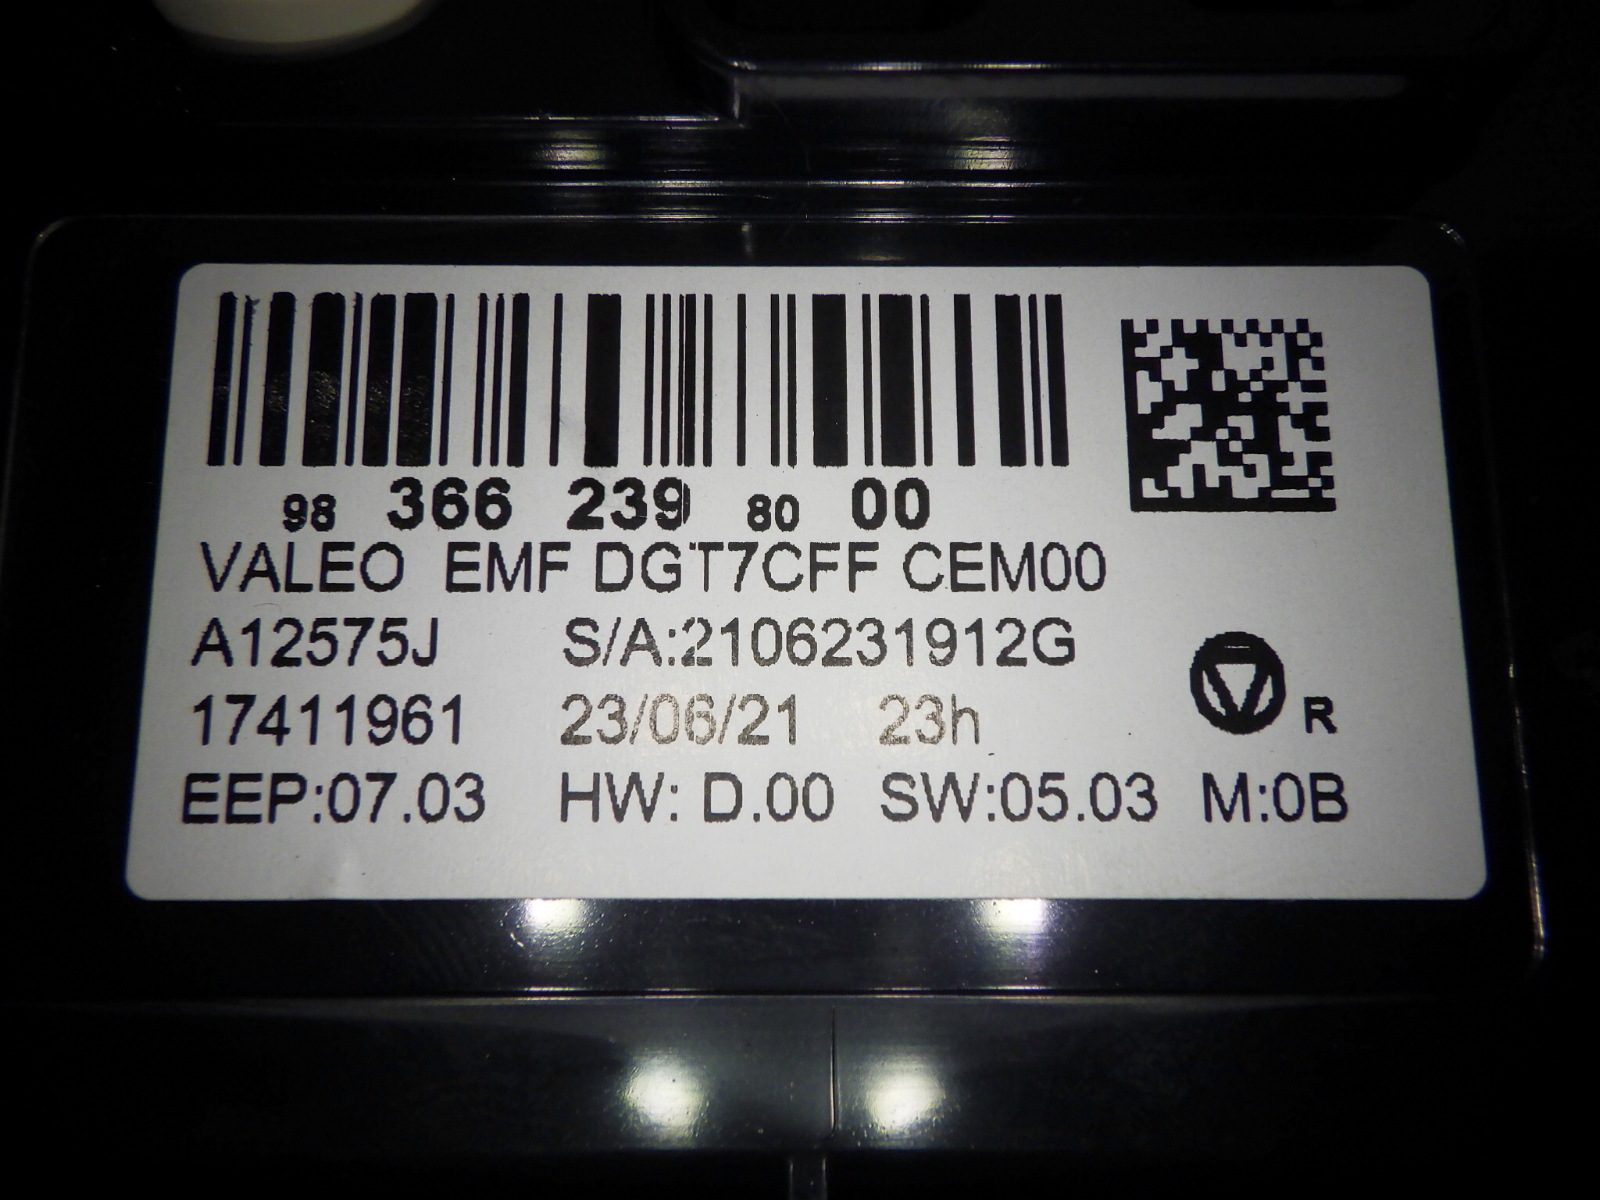 98 366 239 80 00
VALEO EMF DGT7CFF CEM00
A12575J S/A:2106231912G
17411961 23/06/21 23h R
EEP:07.03 HW: D.00 SW:05.03 M:0B